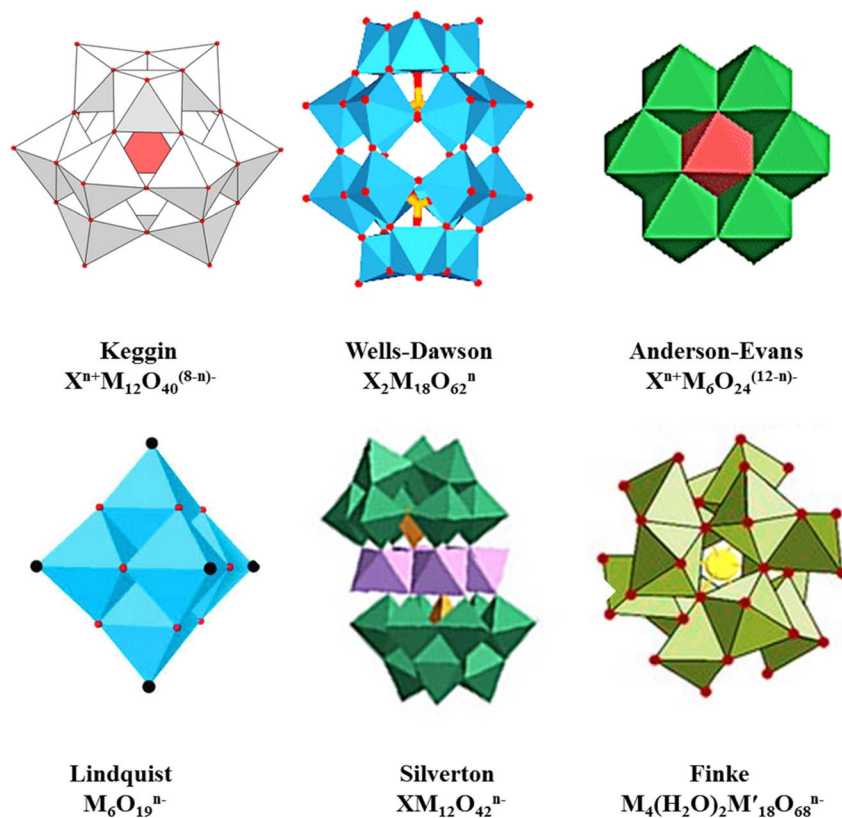 Keggin
Xⁿ⁺M₁₂O₄₀⁽⁸⁻ⁿ⁾⁻
Wells-Dawson
X₂M₁₈O₆₂ⁿ
Anderson-Evans
Xⁿ⁺M₆O₂₄⁽¹²⁻ⁿ⁾⁻
Lindquist
M₆O₁₉ⁿ⁻
Silverton
XM₁₂O₄₂ⁿ⁻
Finke
M₄(H₂O)₂M′₁₈O₆₈ⁿ⁻